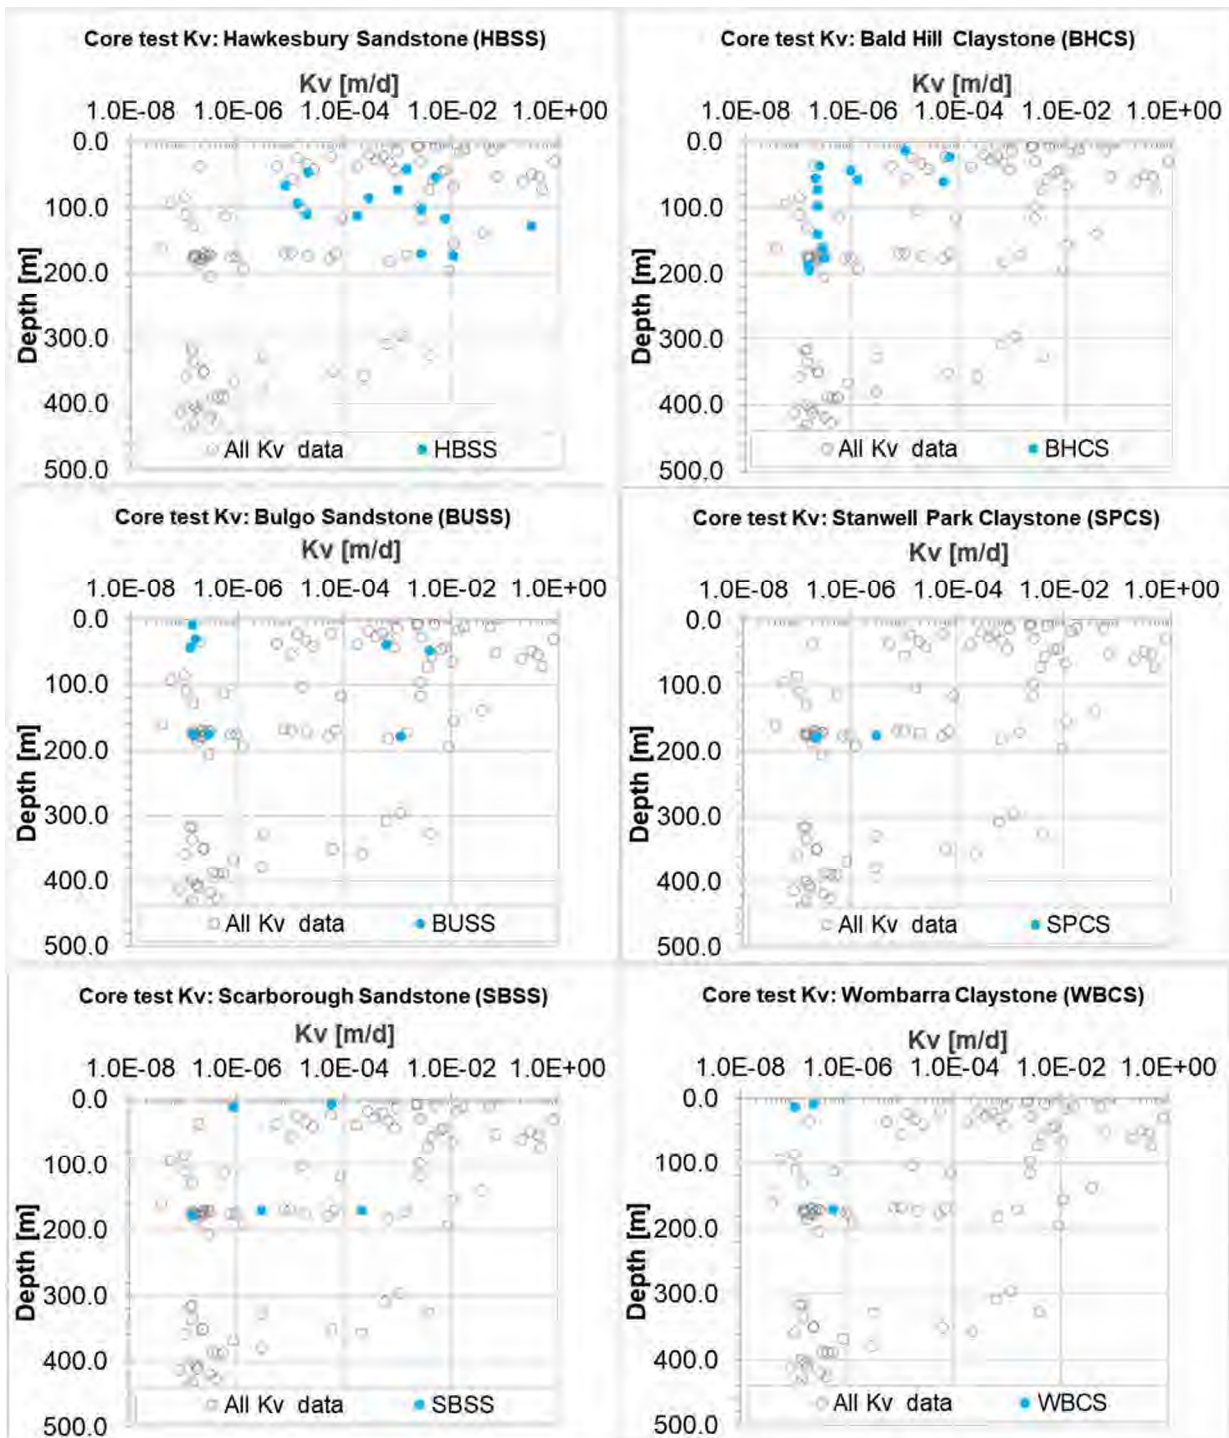 Core test Kv: Hawkesbury Sandstone (HBSS)
Kv [m/d]
1.0E-08 1.0E-06 1.0E-04 1.0E-02 1.0E+00
0.0
100.0
200.0
300.0
400.0
500.0
Depth [m]
All Kv data HBSS
Core test Kv: Bald Hill Claystone (BHCS)
Kv [m/d]
1.0E-08 1.0E-06 1.0E-04 1.0E-02 1.0E+00
0.0
100.0
200.0
300.0
400.0
500.0
Depth [m]
All Kv data BHCS
Core test Kv: Bulgo Sandstone (BUSS)
Kv [m/d]
1.0E-08 1.0E-06 1.0E-04 1.0E-02 1.0E+00
0.0
100.0
200.0
300.0
400.0
500.0
Depth [m]
All Kv data BUSS
Core test Kv: Stanwell Park Claystone (SPCS)
Kv [m/d]
1.0E-08 1.0E-06 1.0E-04 1.0E-02 1.0E+00
0.0
100.0
200.0
300.0
400.0
500.0
Depth [m]
All Kv data SPCS
Core test Kv: Scarborough Sandstone (SBSS)
Kv [m/d]
1.0E-08 1.0E-06 1.0E-04 1.0E-02 1.0E+00
0.0
100.0
200.0
300.0
400.0
500.0
Depth [m]
All Kv data SBSS
Core test Kv: Wombarra Claystone (WBCS)
Kv [m/d]
1.0E-08 1.0E-06 1.0E-04 1.0E-02 1.0E+00
0.0
100.0
200.0
300.0
400.0
500.0
Depth [m]
All Kv data WBCS